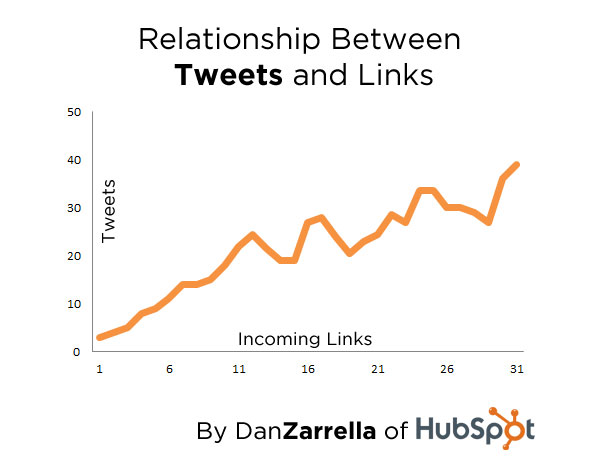 Relationship Between
Tweets and Links
50
40
30
20
10
0
Tweets
Incoming Links
1 6 11 16 21 26 31
By DanZarrella of HubSpot